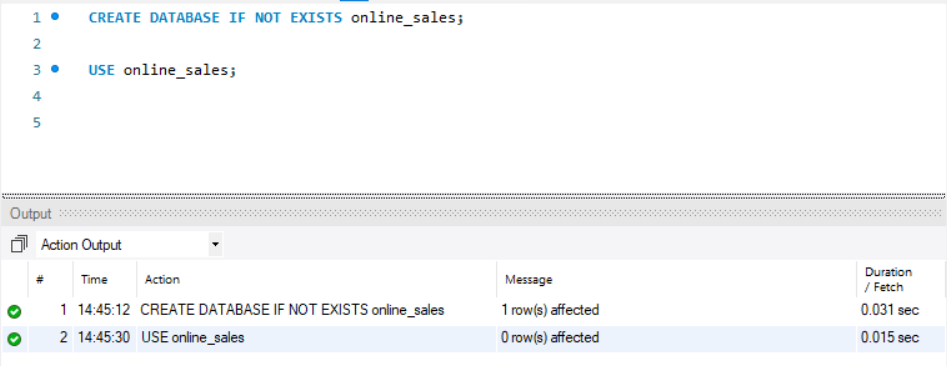 1 CREATE DATABASE IF NOT EXISTS online_sales;
2
3 USE online_sales;
4
5
Output
Action Output
# Time Action Message Duration / Fetch
1 14:45:12 CREATE DATABASE IF NOT EXISTS online_sales 1 row(s) affected 0.031 sec
2 14:45:30 USE online_sales 0 row(s) affected 0.015 sec